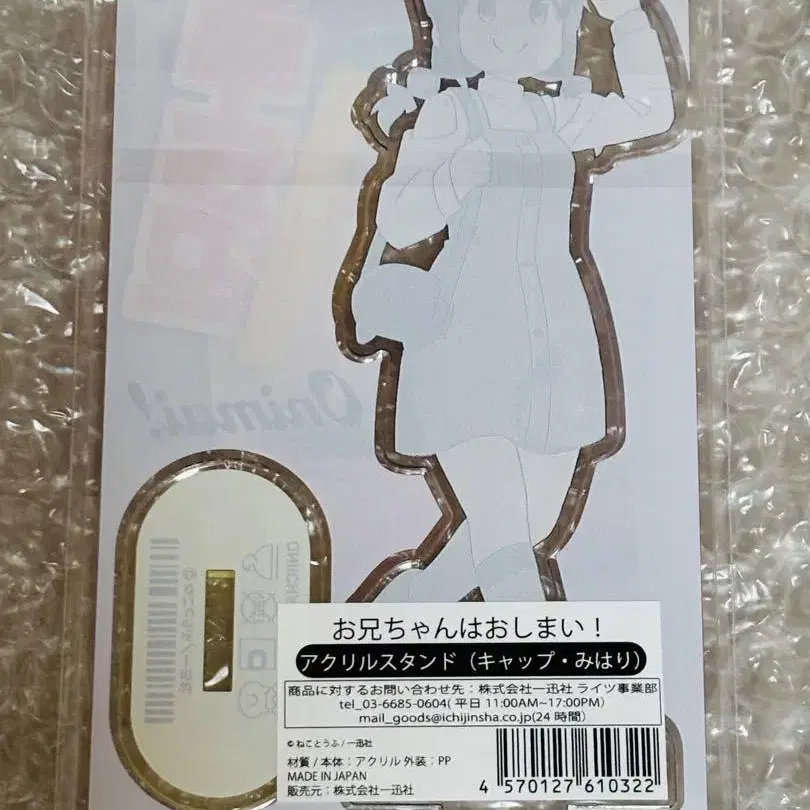 Onimai!
お兄ちゃんはおしまい！
アクリルスタンド（キャップ・みはり）
商品に対するお問い合わせ先：株式会社一迅社 ライツ事業部
tel_03-6685-0604( 平日 11:00AM~17:00PM)
mail_goods@ichijinsha.co.jp(24 時間)
©ねことうふ / 一迅社
材質 / 本体：アクリル 外装：PP
MADE IN JAPAN
販売元：株式会社一迅社
4 570127 610322